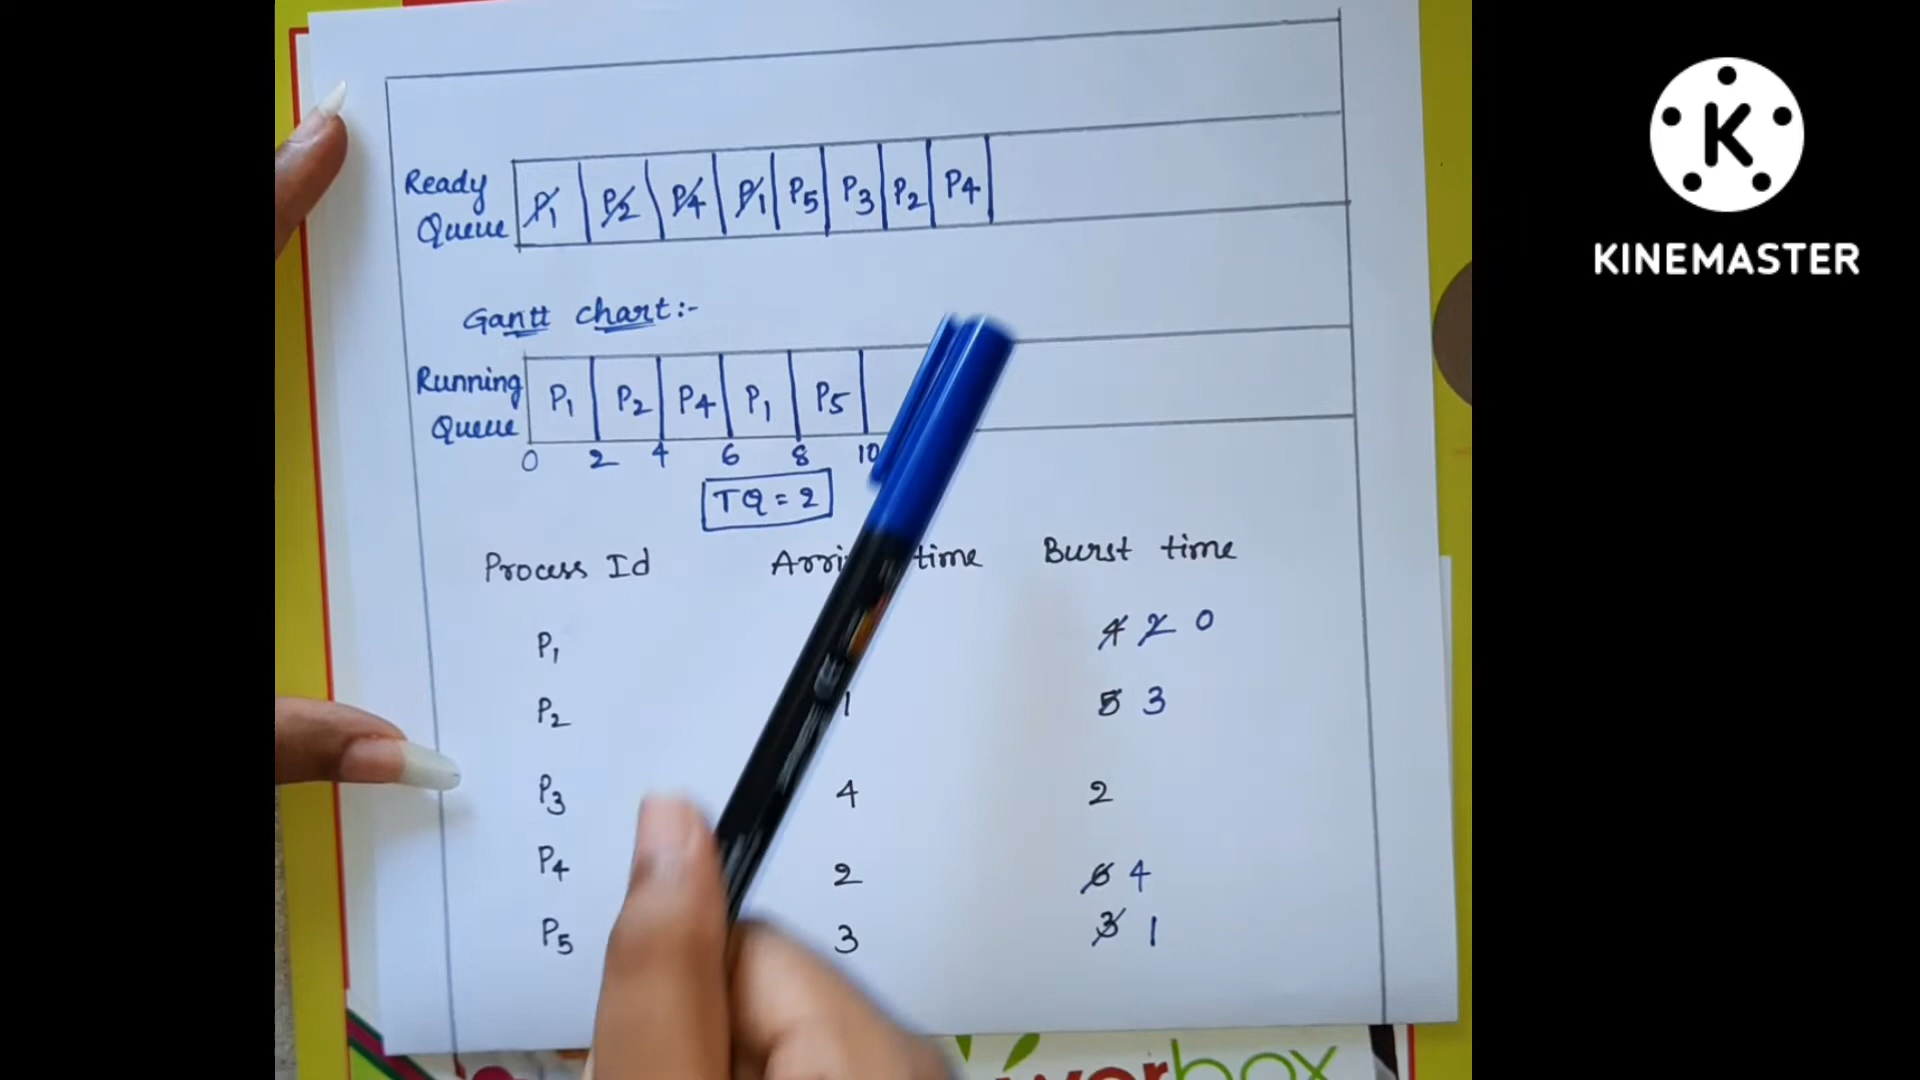 Ready
Queue
P1 P2 P4 P1 P5 P3 P2 P4
Gantt chart:-
Running
Queue
P1 P2 P4 P1 P5
0 2 4 6 8 10
TQ = 2
Process Id time Burst time
P1 4 2 0
P2 1 5 3
P3 4 2
P4 2 6 4
P5 3 3 1
box
K
KINEMASTER